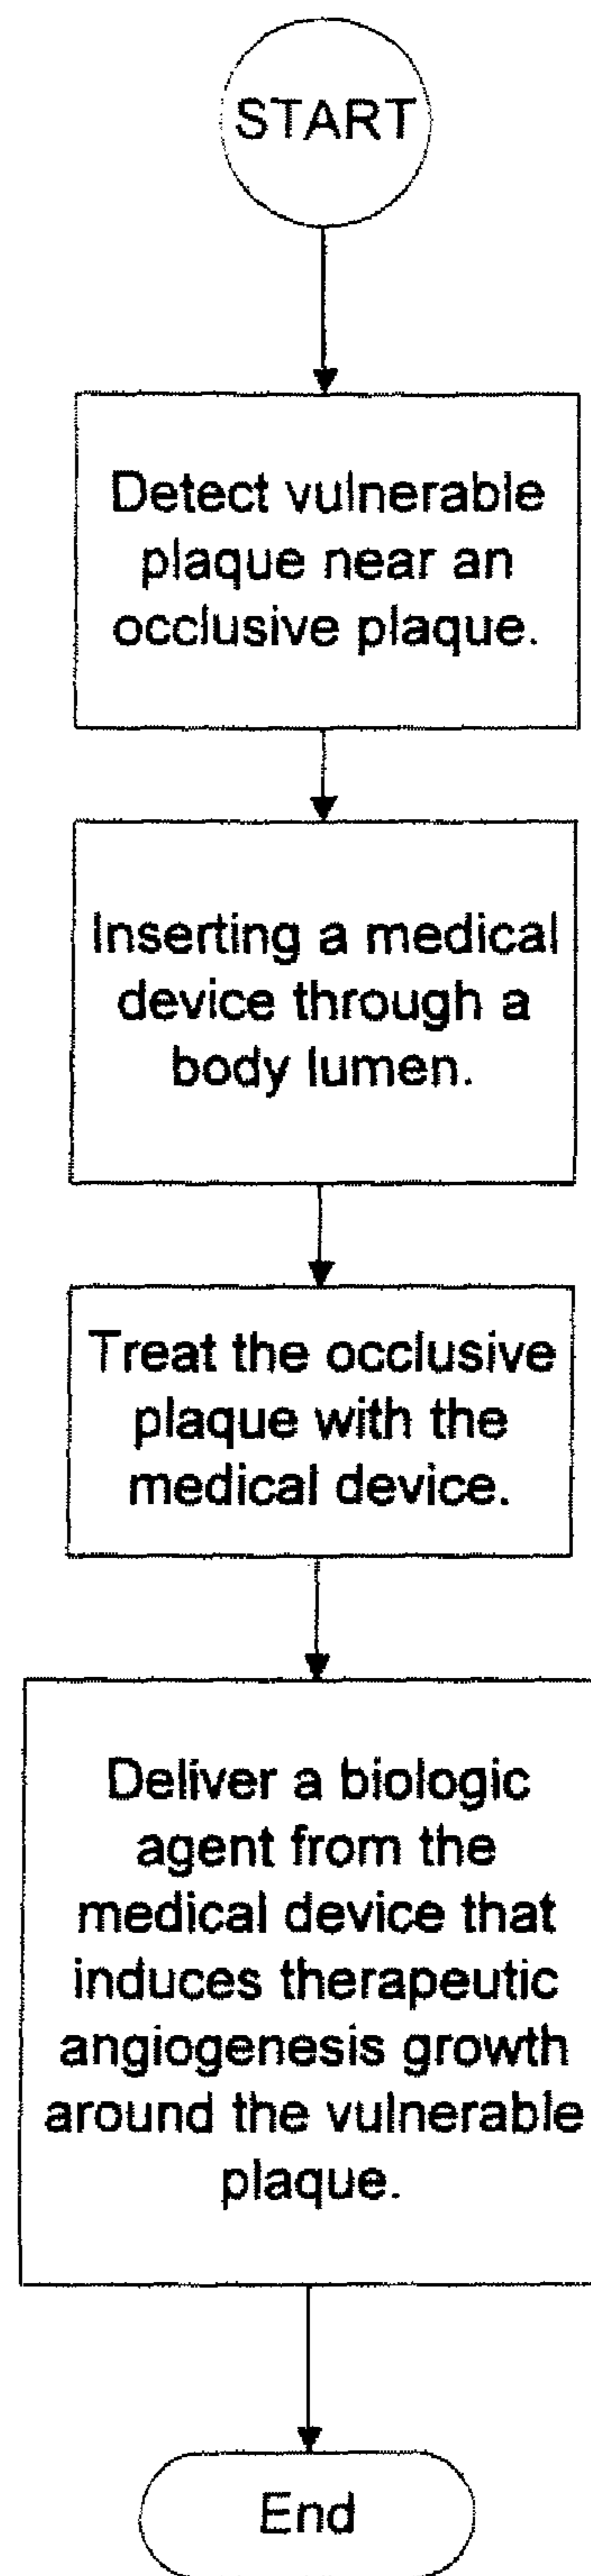 START
Detect vulnerable
plaque near an
occlusive plaque.
Inserting a medical
device through a
body lumen.
Treat the occlusive
plaque with the
medical device.
Deliver a biologic
agent from the
medical device that
induces therapeutic
angiogenesis growth
around the vulnerable
plaque.
End